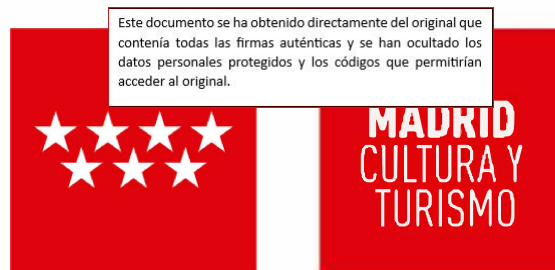 Este documento se ha obtenido directamente del original que
contenía todas las firmas auténticas y se han ocultado los
datos personales protegidos y los códigos que permitirían
acceder al original.
MADRID
CULTURA Y
TURISMO